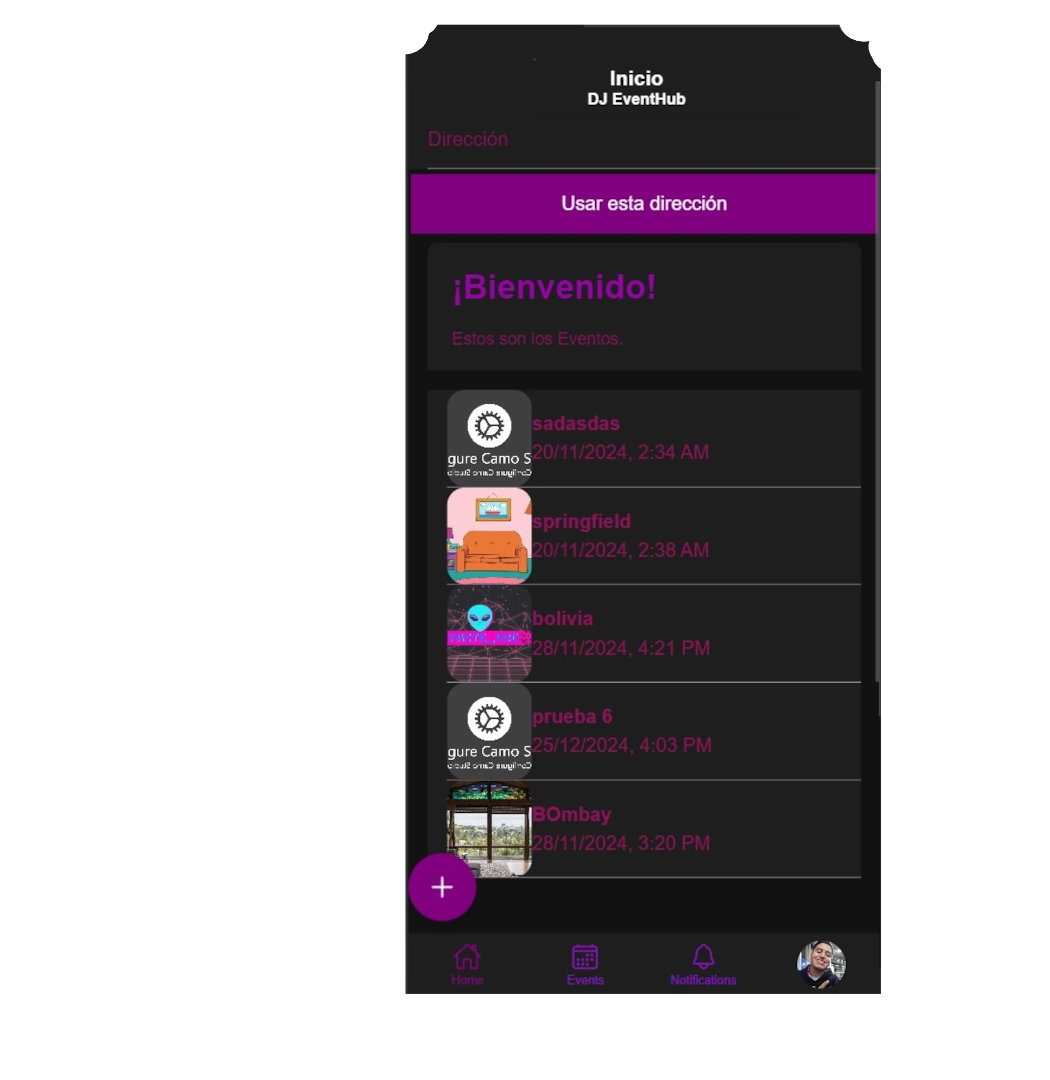 Inicio
DJ EventHub
Dirección
Usar esta dirección
¡Bienvenido!
Estos son los Eventos.
gure Camo S
Configure Camo Studio
sadasdas
20/11/2024, 2:34 AM
springfield
20/11/2024, 2:38 AM
bolivia
28/11/2024, 4:21 PM
gure Camo S
Configure Camo Studio
prueba 6
25/12/2024, 4:03 PM
BOmbay
28/11/2024, 3:20 PM
+
Home
Events
Notifications